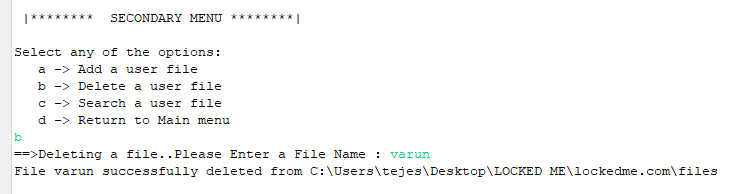 |********  SECONDARY MENU ********|
Select any of the options:
a -> Add a user file
b -> Delete a user file
c -> Search a user file
d -> Return to Main menu
b
==>Deleting a file..Please Enter a File Name : varun
File varun successfully deleted from C:\Users\tejes\Desktop\LOCKED ME\lockedme.com\files